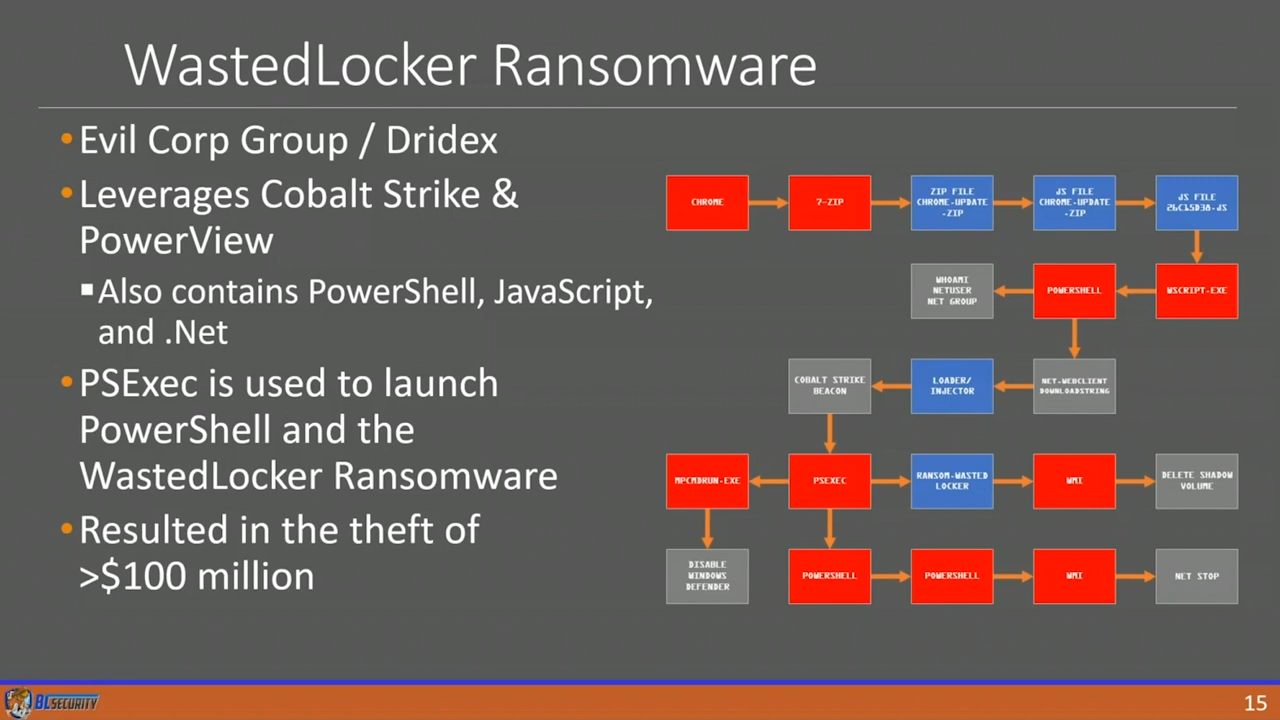 WastedLocker Ransomware
•Evil Corp Group / Dridex
•Leverages Cobalt Strike &
PowerView
▪Also contains PowerShell, JavaScript,
and .Net
•PSExec is used to launch
PowerShell and the
WastedLocker Ransomware
•Resulted in the theft of
>$100 million
CHROME
7-ZIP
ZIP FILE
CHROME-UPDATE
-ZIP
JS FILE
CHROME-UPDATE
-ZIP
JS FILE
26C15D38-JS
WHOAMI
NETUSER
NET GROUP
POWERSHELL
WSCRIPT-EXE
COBALT STRIKE
BEACON
LOADER/
INJECTOR
NET-WEBCLIENT
DOWNLOADSTRING
MPCMDRUN-EXE
PSEXEC
RANSOM-WASTED
LOCKER
WMI
DELETE SHADOW
VOLUME
DISABLE
WINDOWS
DEFENDER
POWERSHELL
POWERSHELL
WMI
NET STOP
BLSECURITY
15